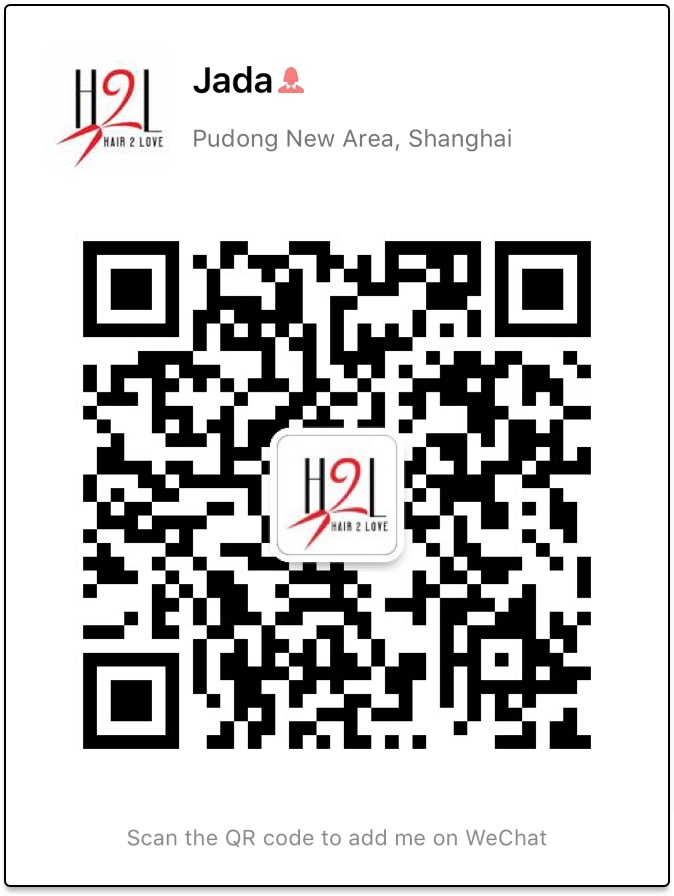 H2L
HAIR 2 LOVE
Jada
Pudong New Area, Shanghai
H2L
HAIR 2 LOVE
Scan the QR code to add me on WeChat